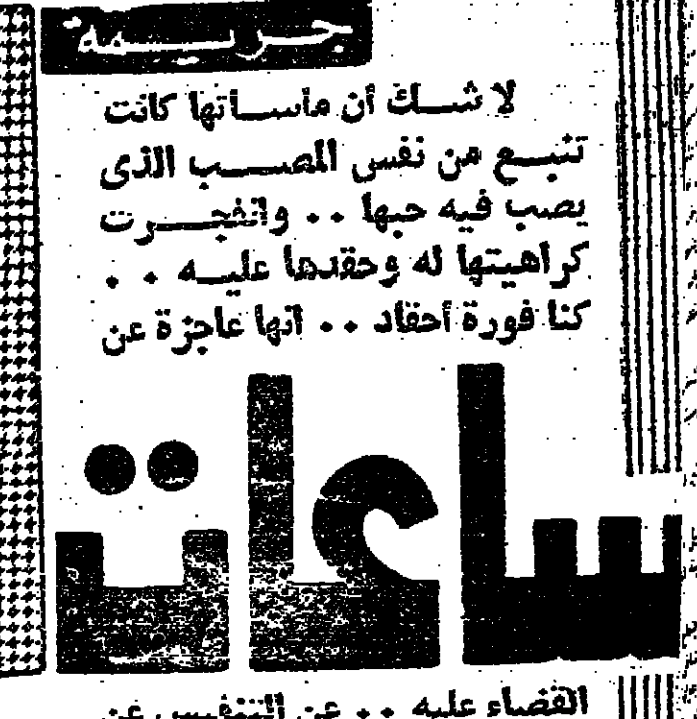 جريمة
لا شك أن مأساتها كانت
تنبع من نفس المصب الذى
يصب فيه حبها .. وانفجرت
كراهيتها له وحقدها عليه ..
كنا فورة أحقاد .. انها عاجزة عن
ساعات
القضاء عليه .. عن التنفيس عن